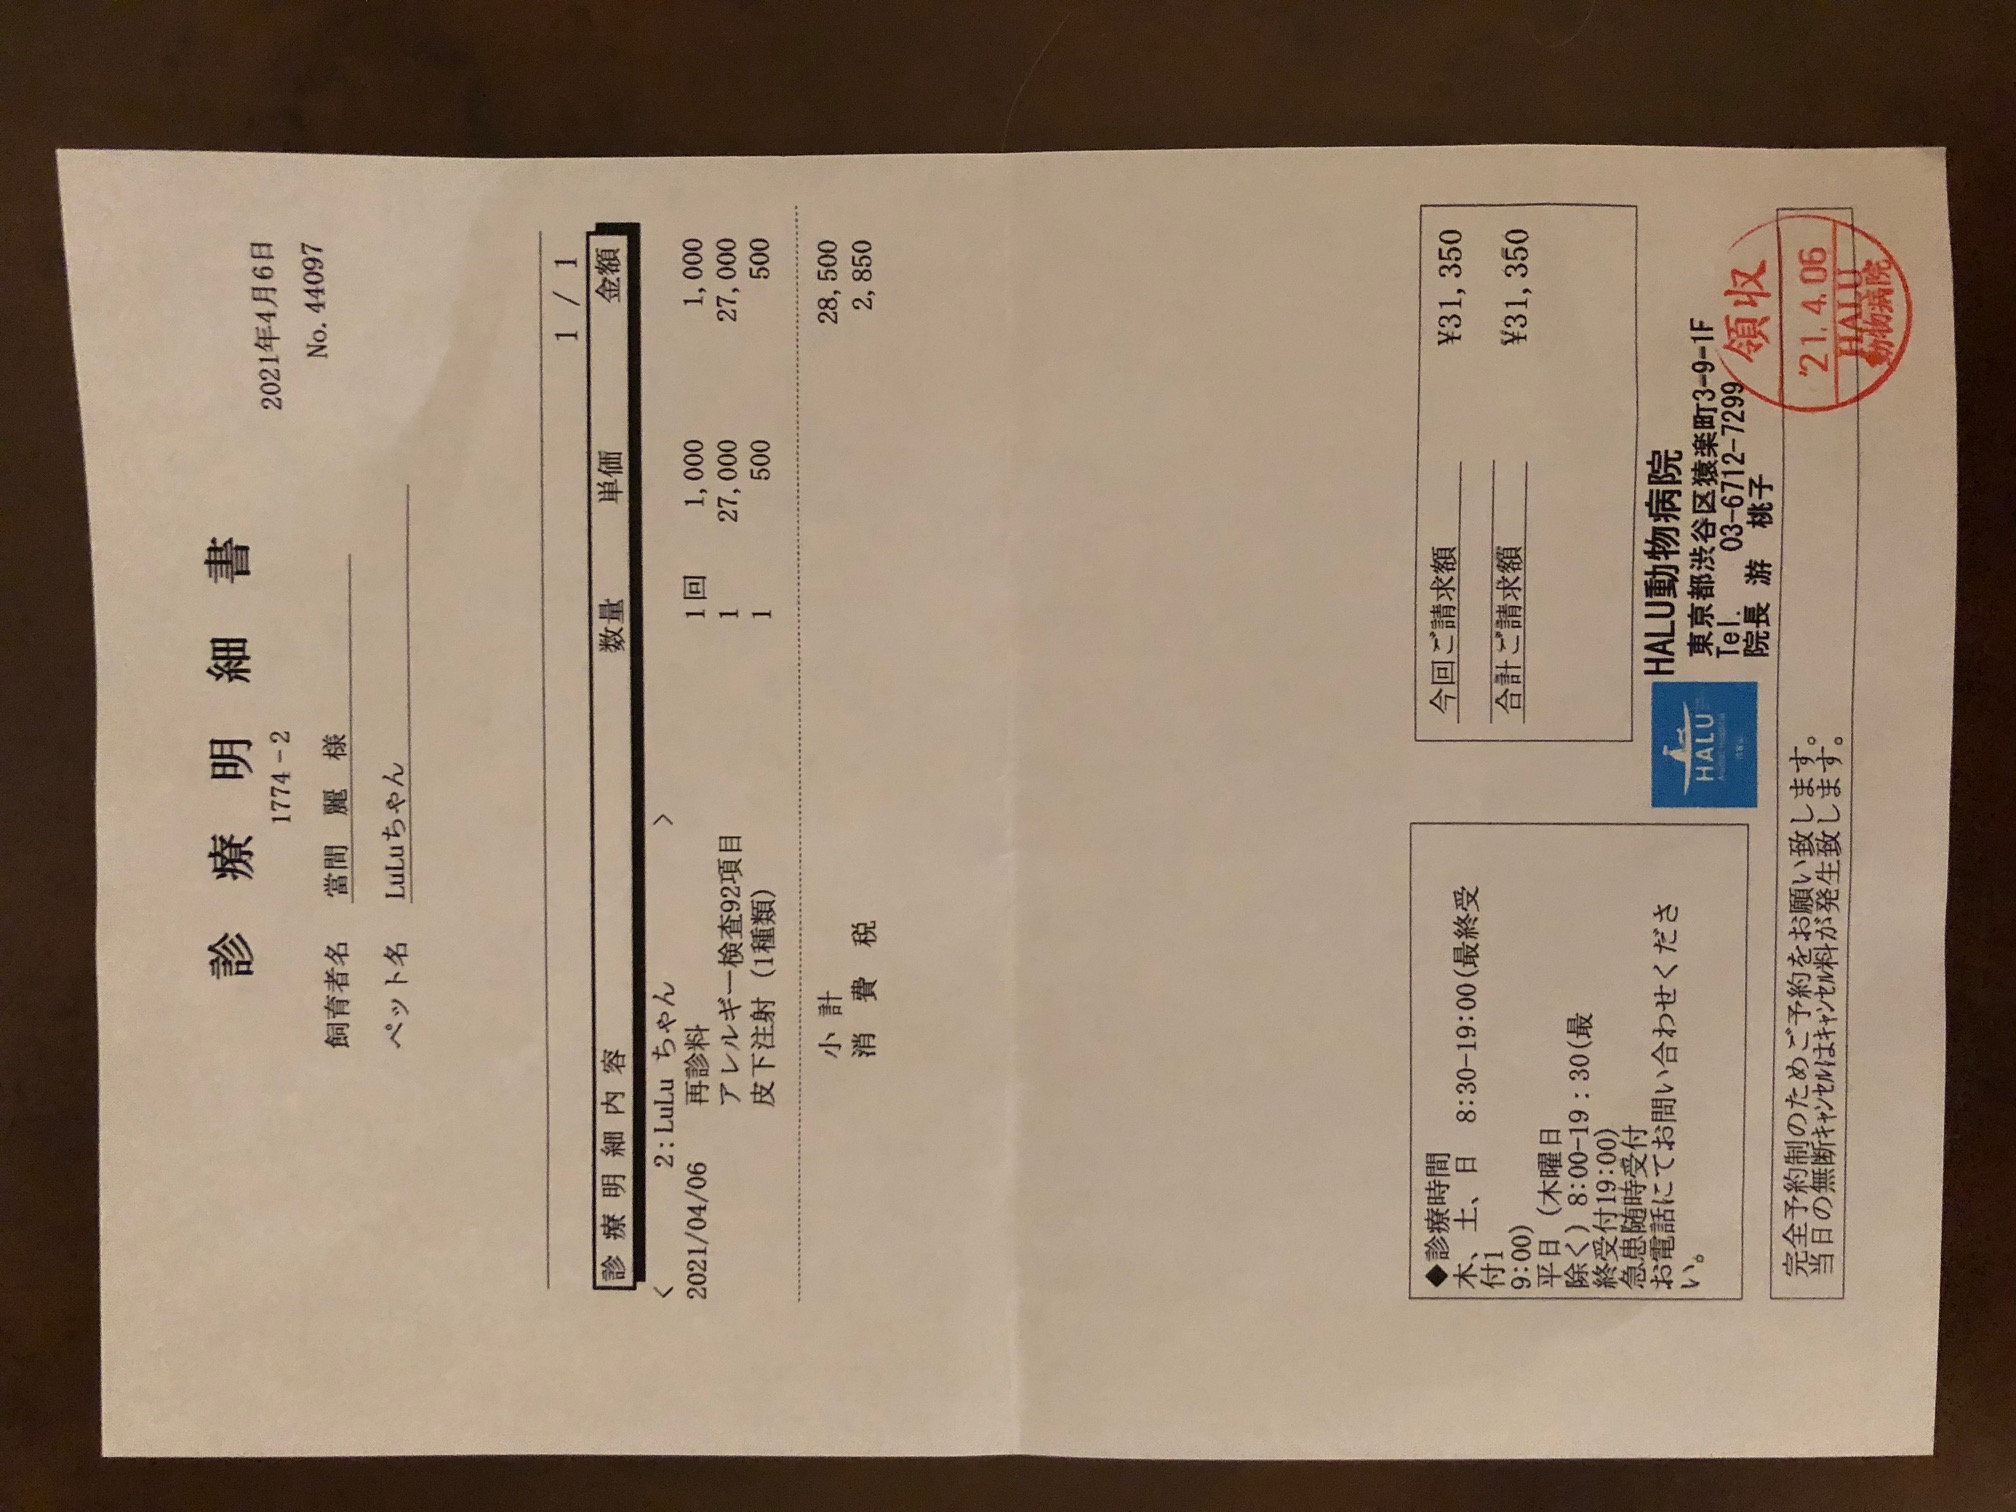 診療明細書
1774-2
2021年4月6日
No. 44097
飼育者名 當間 麗 様
ペット名 LuLuちゃん
1 / 1
診療明細内容 数量 単価 金額
< 2:LuLu ちゃん >
2021/04/06 再診料 1回 1,000 1,000
アレルギー検査92項目 1 27,000 27,000
皮下注射 (1種類) 1 500 500
小計 28,500
消費税 2,850
◆診療時間
木、土、日 8:30-19:00(最終受
付1
9:00)
平日 (木曜日
除く) 8:00-19：30(最
終受付19:00)
急患随時受付
お電話にてお問い合わせくださ
い。
今回ご請求額 ¥31,350
合計ご請求額 ¥31,350
HALU
Animal Hospital
HALU動物病院
東京都渋谷区猿楽町3-9-1F
Tel. 03-6712-7299
院長 游 桃子
完全予約制のためご予約をお願い致します。
当日の無断ｷｬﾝｾﾙはｷｬﾝｾﾙ料が発生致します。
領収
'21.4.06
HALU
動物病院